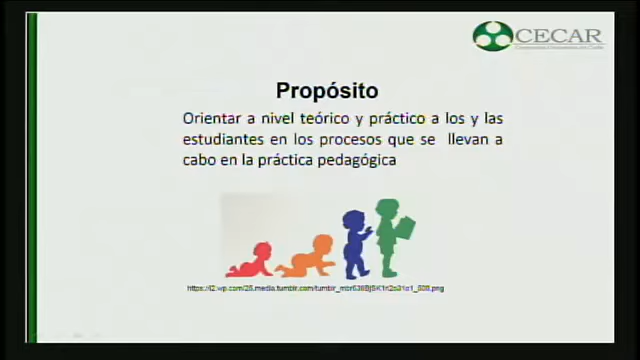 CECAR
Propósito
Orientar a nivel teórico y práctico a los y las
estudiantes en los procesos que se llevan a
cabo en la práctica pedagógica